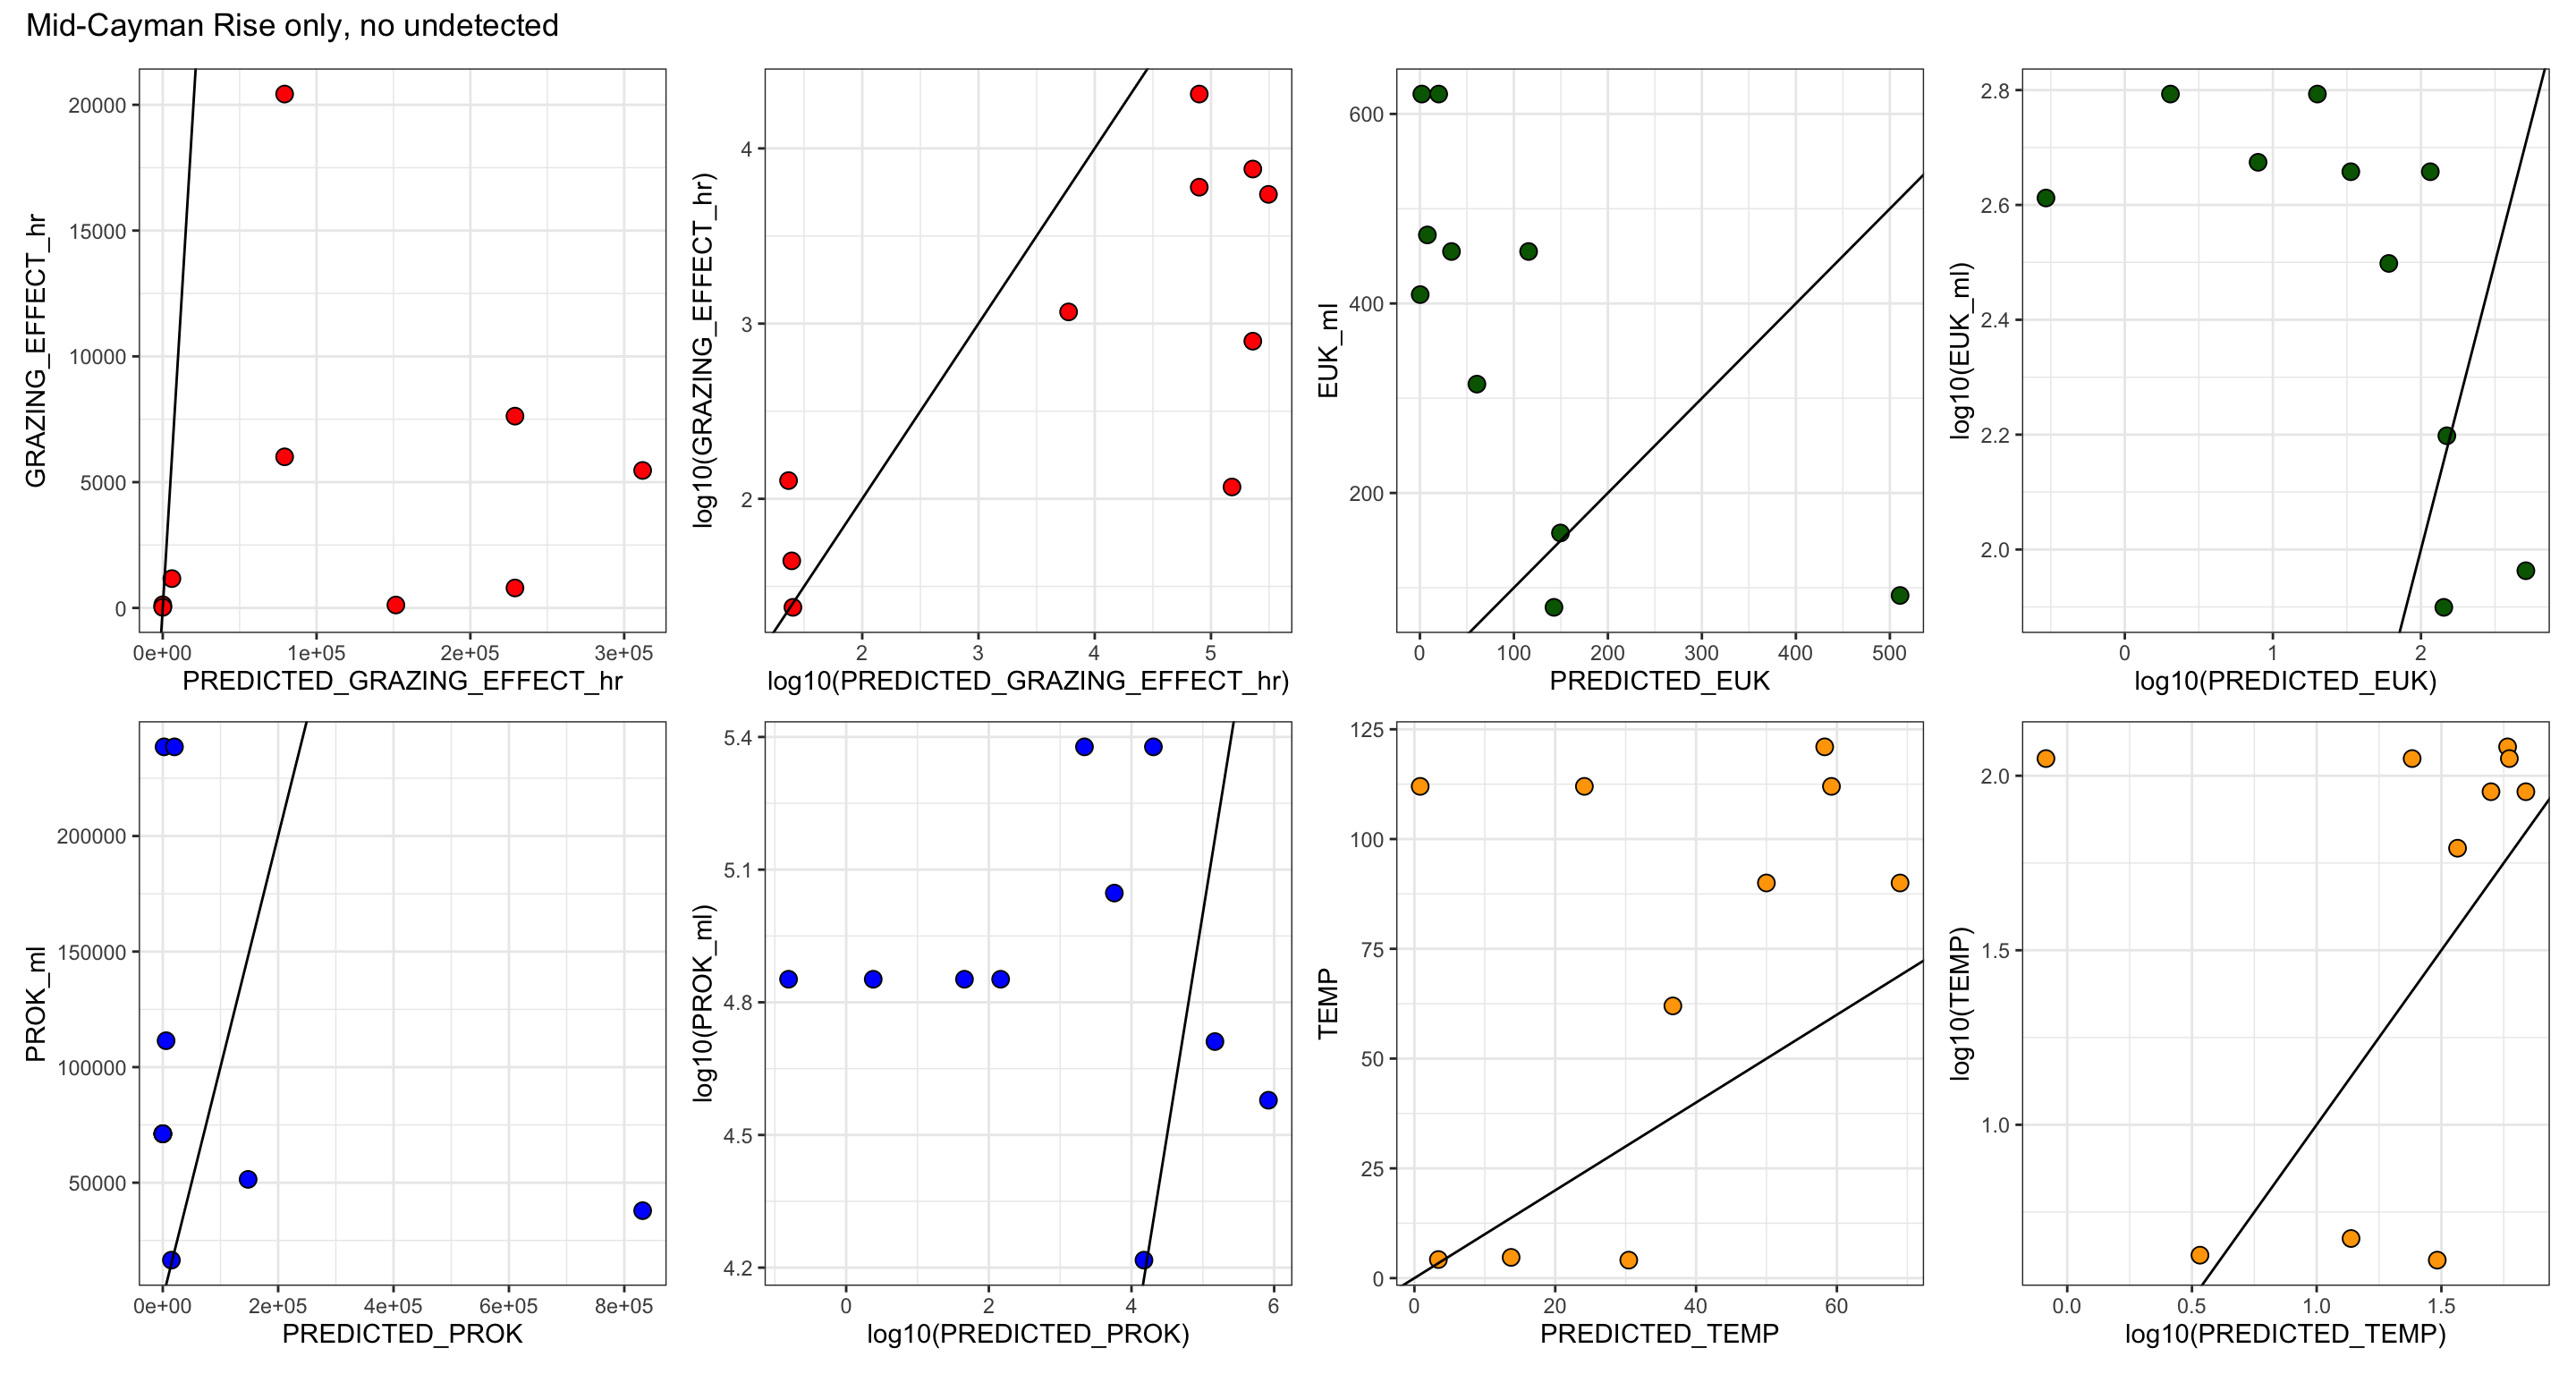 Mid-Cayman Rise only, no undetected
GRAZING_EFFECT_hr
20000
15000
10000
5000
0
0e+00 1e+05 2e+05 3e+05
PREDICTED_GRAZING_EFFECT_hr
log10(GRAZING_EFFECT_hr)
4
3
2
2 3 4 5
log10(PREDICTED_GRAZING_EFFECT_hr)
EUK_ml
600
400
200
0 100 200 300 400 500
PREDICTED_EUK
log10(EUK_ml)
2.8
2.6
2.4
2.2
2.0
0 1 2
log10(PREDICTED_EUK)
PROK_ml
200000
150000
100000
50000
0e+00 2e+05 4e+05 6e+05 8e+05
PREDICTED_PROK
log10(PROK_ml)
5.4
5.1
4.8
4.5
4.2
0 2 4 6
log10(PREDICTED_PROK)
TEMP
125
100
75
50
25
0
0 20 40 60
PREDICTED_TEMP
log10(TEMP)
2.0
1.5
1.0
0.0 0.5 1.0 1.5
log10(PREDICTED_TEMP)